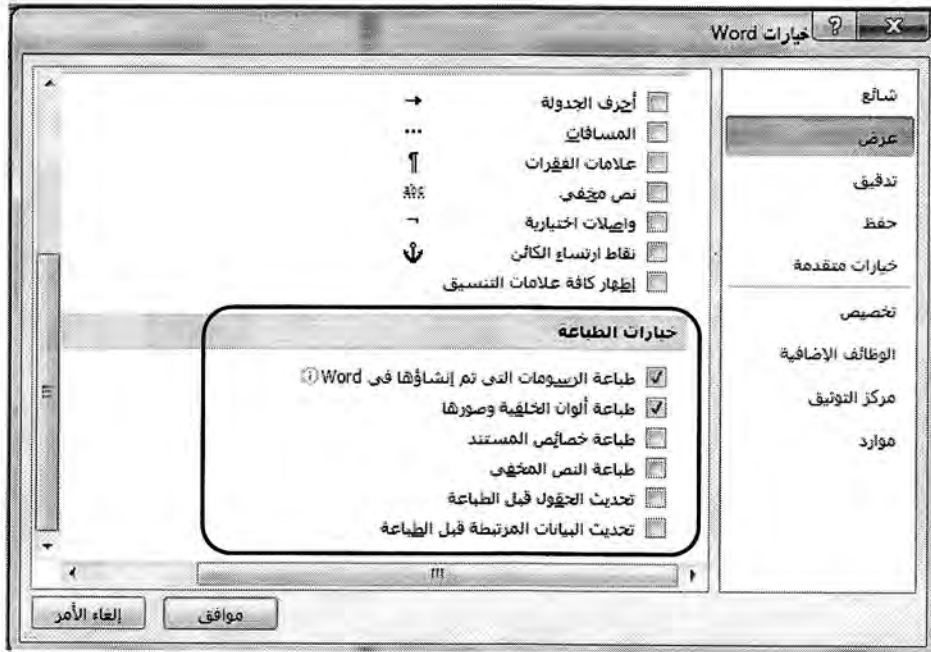 خيارات Word
شائع
عرض
تدقيق
حفظ
خيارات متقدمة
تخصيص
الوظائف الإضافية
مركز التوثيق
موارد
أحرف الجدولة →
المسافات ...
علامات الفقرات ¶
نص مخفي abc
واصلات اختيارية ¬
نقاط ارتساء الكائن
إظهار كافة علامات التنسيق
خيارات الطباعة
طباعة الرسومات التي تم إنشاؤها في Word
طباعة ألوان الخلفية وصورها
طباعة خصائص المستند
طباعة النص المخفي
تحديث الحقول قبل الطباعة
تحديث البيانات المرتبطة قبل الطباعة
موافق
إلغاء الأمر